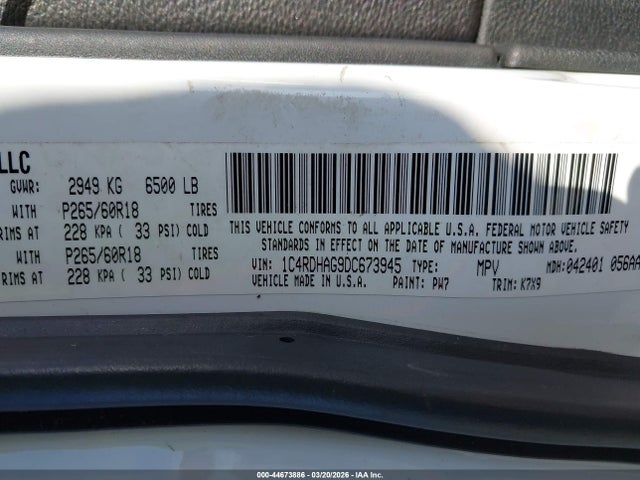 LLC
GVWR: 2949 KG 6500 LB
WITH P265/60R18 TIRES
RIMS AT 228 KPA ( 33 PSI) COLD
WITH P265/60R18 TIRES
RIMS AT 228 KPA ( 33 PSI) COLD
THIS VEHICLE CONFORMS TO ALL APPLICABLE U.S.A. FEDERAL MOTOR VEHICLE SAFETY
STANDARDS IN EFFECT ON THE DATE OF MANUFACTURE SHOWN ABOVE.
VIN: 1C4RDHAG9DC673945 TYPE: MPV MDH: 042401 056AA
VEHICLE MADE IN U.S.A. PAINT: PW7 TRIM: K7X9
000-44673886 - 03/20/2026 - IAA INC.